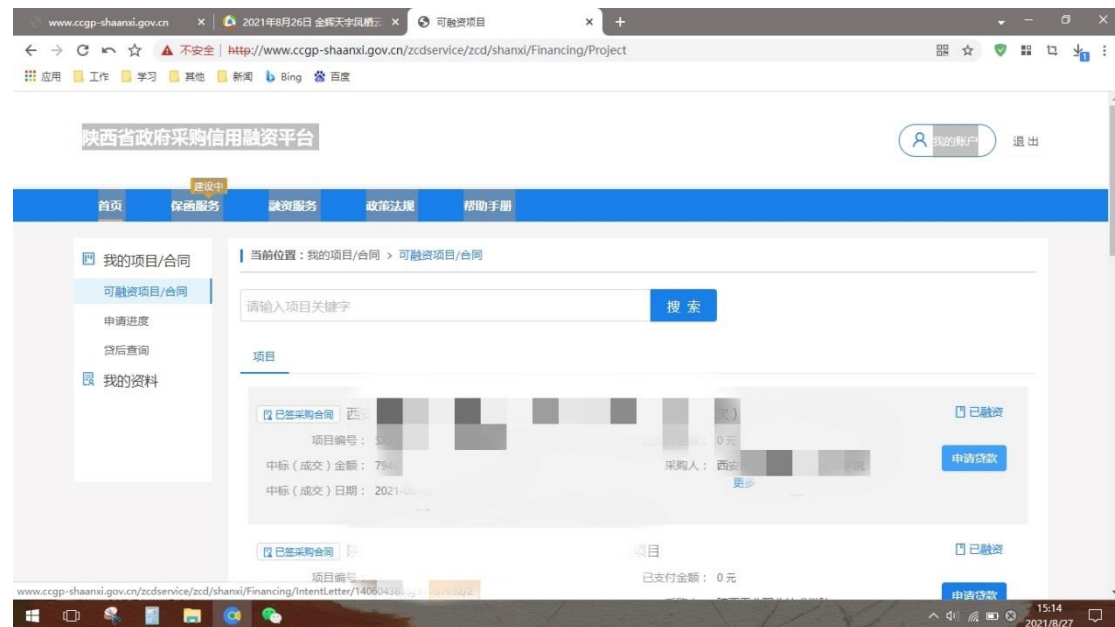 www.ccgp-shaanxi.gov.cn
2021年8月26日 金辉天宇凤栖云
可融资项目
不安全 http://www.ccgp-shaanxi.gov.cn/zcdservice/zcd/shanxi/Financing/Project
应用 工作 学习 其他 新闻 Bing 百度
陕西省政府采购信用融资平台
我的账户 退出
建设中
首页 保函服务 融资服务 政策法规 帮助手册
我的项目/合同
可融资项目/合同
申请进度
贷后查询
我的资料
当前位置：我的项目/合同 > 可融资项目/合同
请输入项目关键字
搜索
项目
已签采购合同 西 次）
已融资
项目编号： 0元
中标（成交）金额：794 采购人：西安 学院
申请贷款
中标（成交）日期：2021-0
更多
已签采购合同 项目
已融资
项目编号 已支付金额：0元
申请贷款
www.ccgp-shaanxi.gov.cn/zcdservice/zcd/shanxi/Financing/IntentLetter/
15:14
2021/8/27